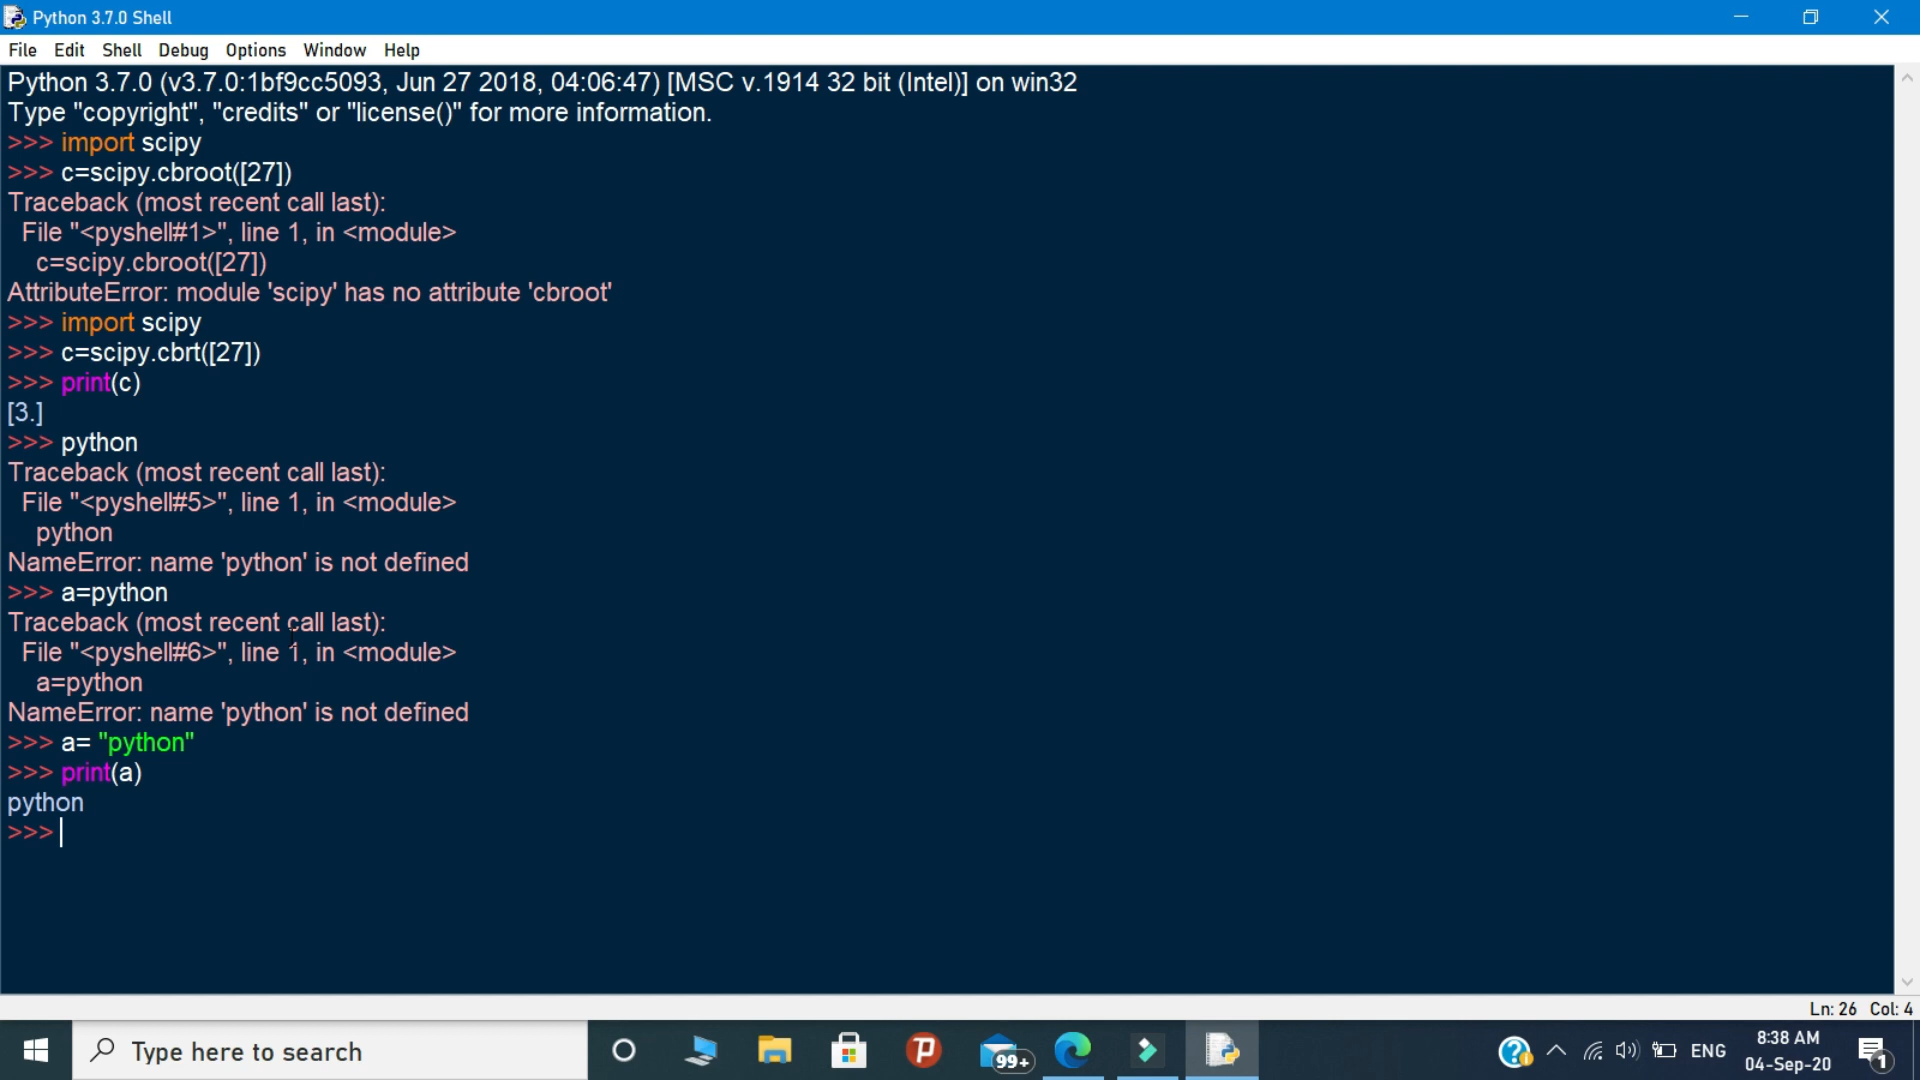 Python 3.7.0 Shell
File Edit Shell Debug Options Window Help
Python 3.7.0 (v3.7.0:1bf9cc5093, Jun 27 2018, 04:06:47) [MSC v.1914 32 bit (Intel)] on win32
Type "copyright", "credits" or "license()" for more information.
>>> import scipy
>>> c=scipy.cbroot([27])
Traceback (most recent call last):
  File "<pyshell#1>", line 1, in <module>
    c=scipy.cbroot([27])
AttributeError: module 'scipy' has no attribute 'cbroot'
>>> import scipy
>>> c=scipy.cbrt([27])
>>> print(c)
[3.]
>>> python
Traceback (most recent call last):
  File "<pyshell#5>", line 1, in <module>
    python
NameError: name 'python' is not defined
>>> a=python
Traceback (most recent call last):
  File "<pyshell#6>", line 1, in <module>
    a=python
NameError: name 'python' is not defined
>>> a= "python"
>>> print(a)
python
>>>
Ln: 26 Col: 4
Type here to search
99+
ENG
8:38 AM
04-Sep-20
1